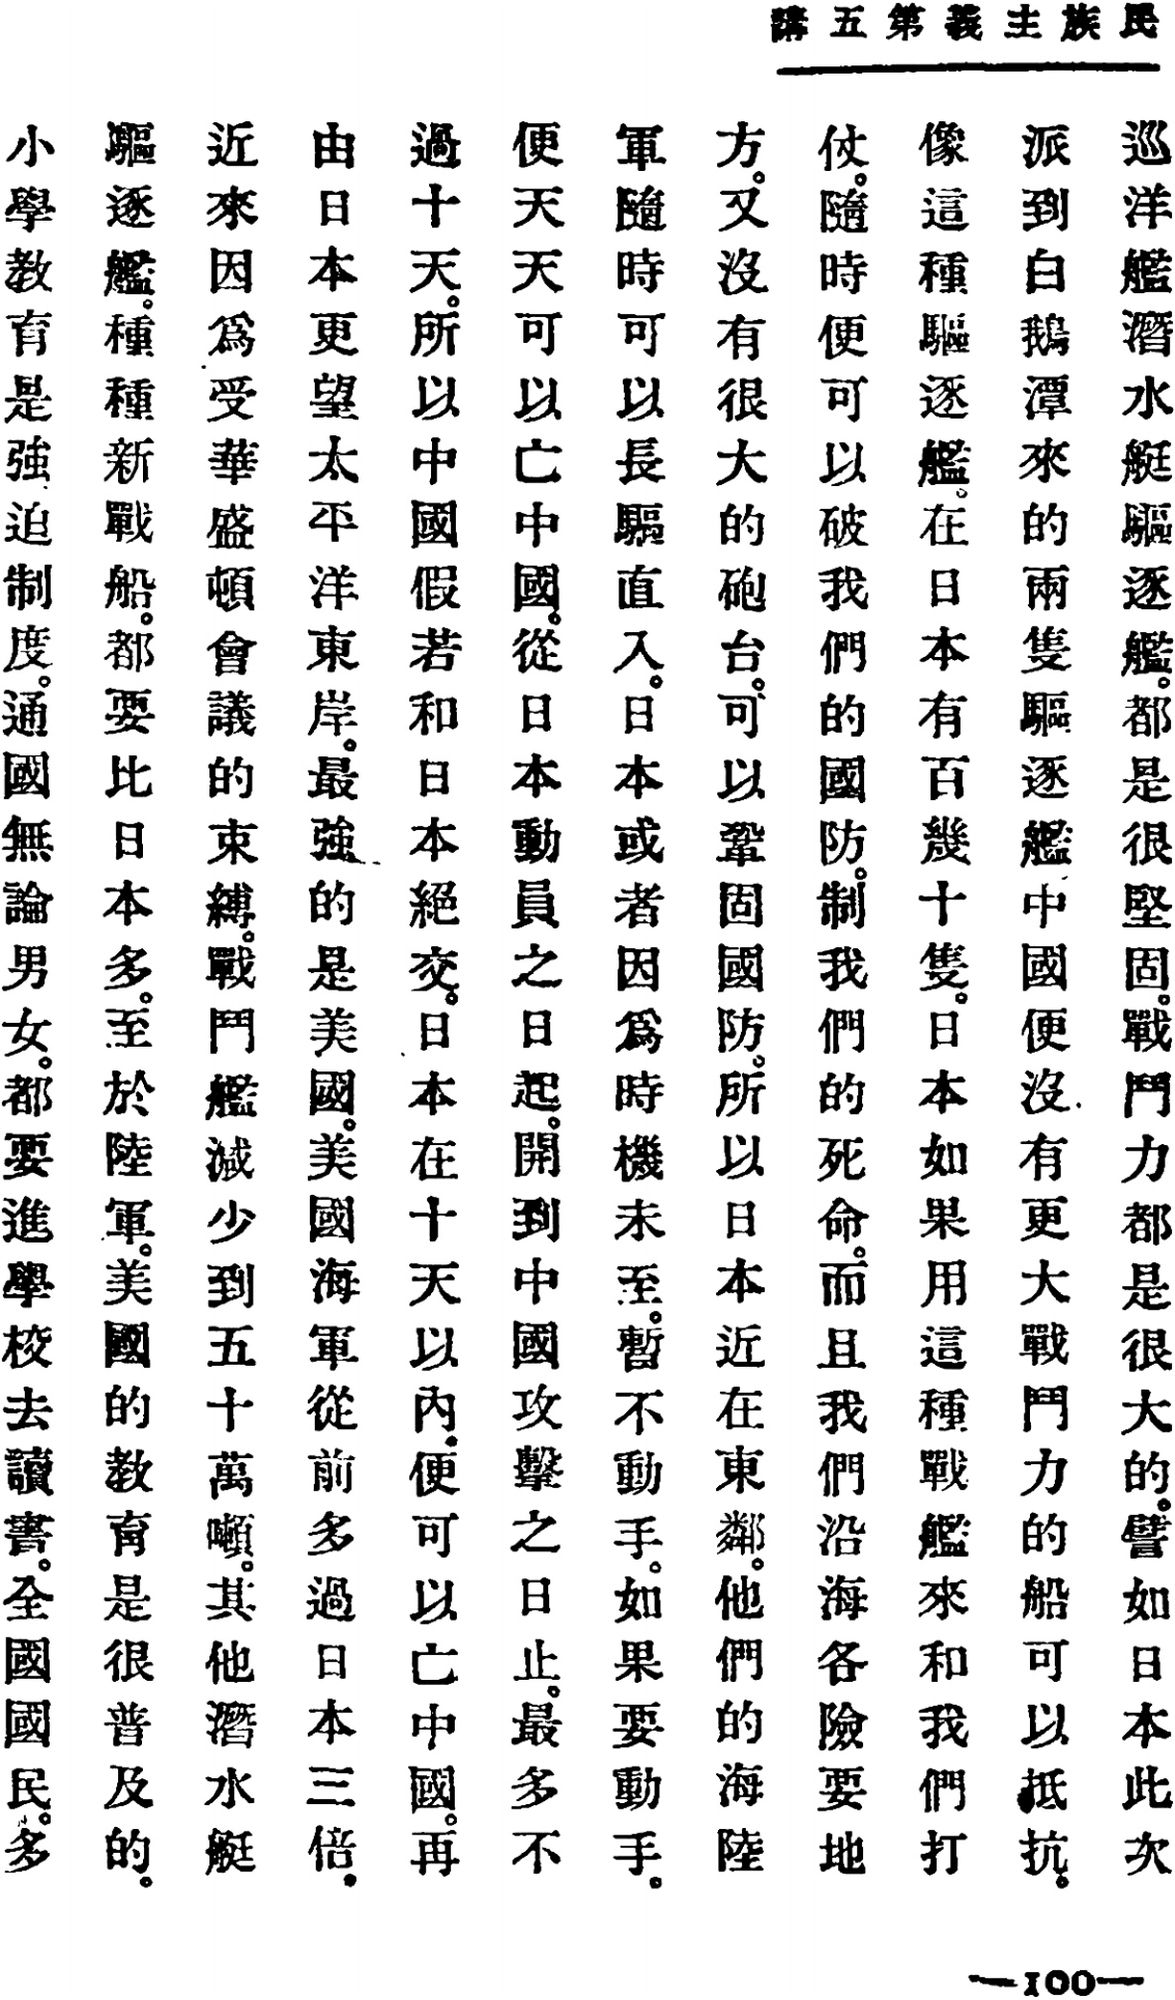 民族主義第五講
巡洋艦潛水艇驅逐艦。都是很堅固。戰鬥力都是很大的。譬如日本此次
派到白鵝潭來的兩隻驅逐艦中國便沒有更大戰鬥力的船可以抵抗。
像這種驅逐艦。在日本有百幾十隻。日本如果用這種戰艦來和我們打
仗。隨時便可以破我們的國防。制我們的死命。而且我們沿海各險要地
方。又沒有很大的砲台。可以鞏固國防。所以日本近在東鄰。他們的海陸
軍隨時可以長驅直入。日本或者因爲時機未至。暫不動手。如果要動手。
便天天可以亡中國。從日本動員之日起。開到中國攻擊之日止。最多不
過十天。所以中國假若和日本絕交。日本在十天以內。便可以亡中國。再
由日本更望太平洋東岸。最強的是美國。美國海軍從前多過日本三倍。
近來因爲受華盛頓會議的束縛。戰鬥艦減少到五十萬噸。其他潛水艇
驅逐艦。種種新戰船。都要比日本多。至於陸軍。美國的教育是很普及的。
小學教育是強迫制度。通國無論男女。都要進學校去讀書。全國國民。多
—100—